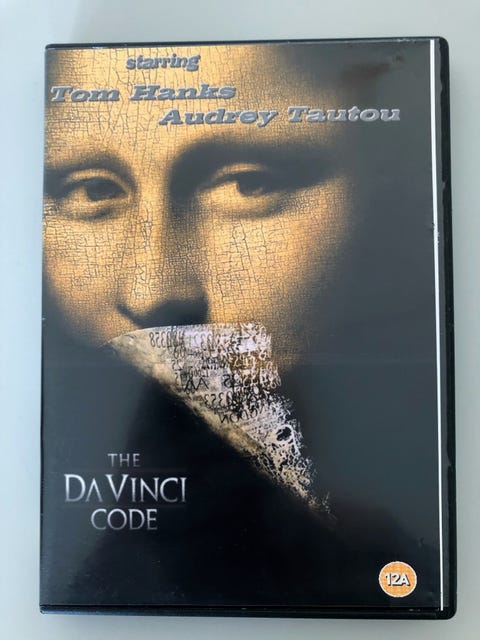 starring
Tom Hanks
Audrey Tautou
THE
DA VINCI
CODE
12A